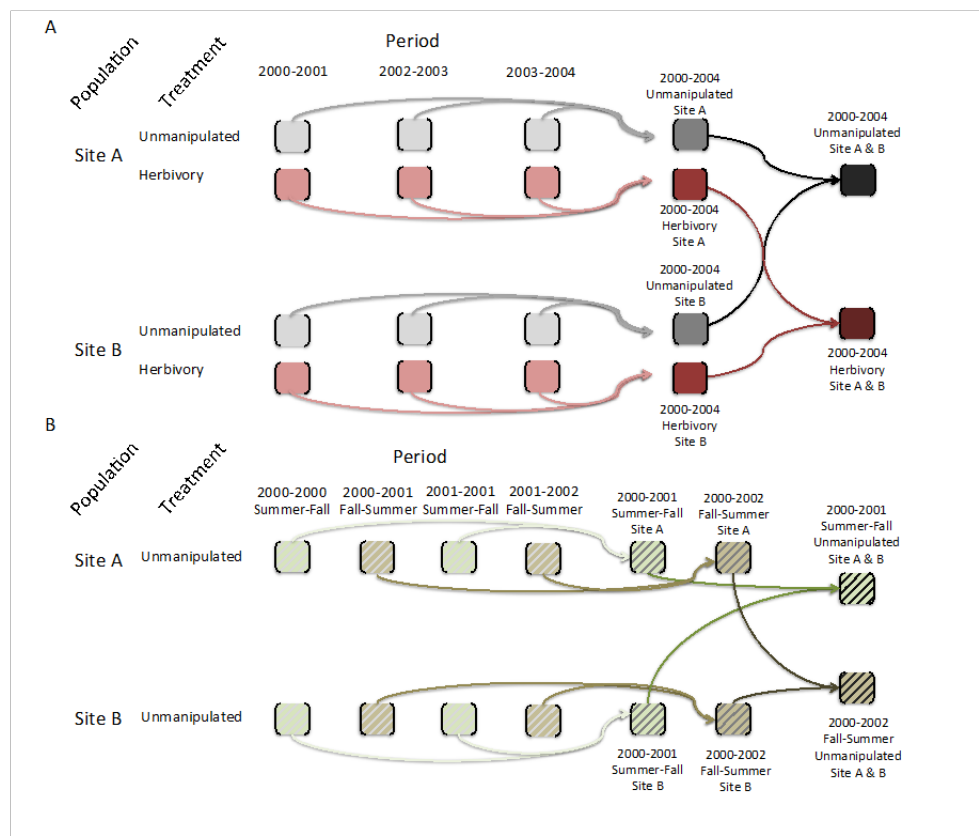 A
Period
Population
Treatment
2000-2001
2002-2003
2003-2004
2000-2004
Unmanipulated
Site A
2000-2004
Unmanipulated
Site A & B
Unmanipulated
Site A
Herbivory
2000-2004
Herbivory
Site A
2000-2004
Unmanipulated
Site B
Unmanipulated
Site B
Herbivory
2000-2004
Herbivory
Site A & B
2000-2004
Herbivory
Site B
B
Period
Population
Treatment
2000-2000
Summer-Fall
2000-2001
Fall-Summer
2001-2001
Summer-Fall
2001-2002
Fall-Summer
2000-2001
Summer-Fall
Site A
2000-2002
Fall-Summer
Site A
2000-2001
Summer-Fall
Unmanipulated
Site A & B
Site A
Unmanipulated
Site B
Unmanipulated
2000-2001
Summer-Fall
Site B
2000-2002
Fall-Summer
Site B
2000-2002
Fall-Summer
Unmanipulated
Site A & B